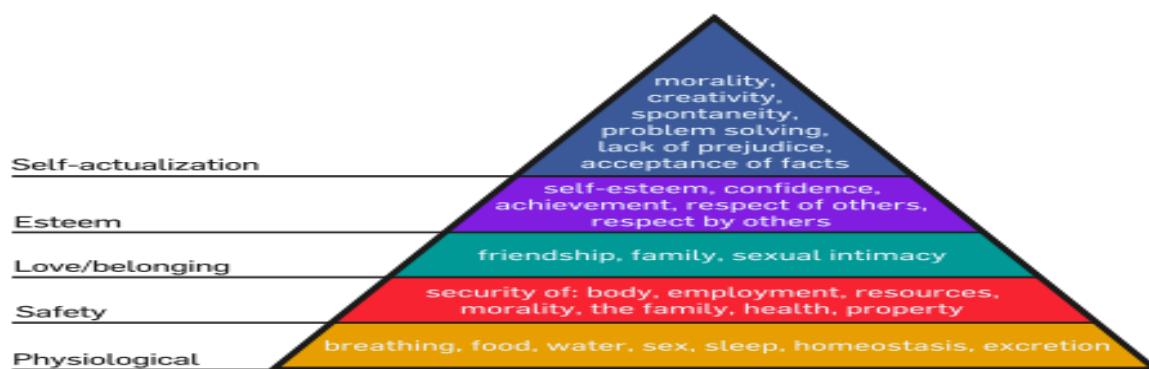 morality,
creativity,
spontaneity,
problem solving,
lack of prejudice,
acceptance of facts
Self-actualization
self-esteem, confidence,
achievement, respect of others,
respect by others
Esteem
friendship, family, sexual intimacy
Love/belonging
security of: body, employment, resources,
morality, the family, health, property
Safety
breathing, food, water, sex, sleep, homeostasis, excretion
Physiological